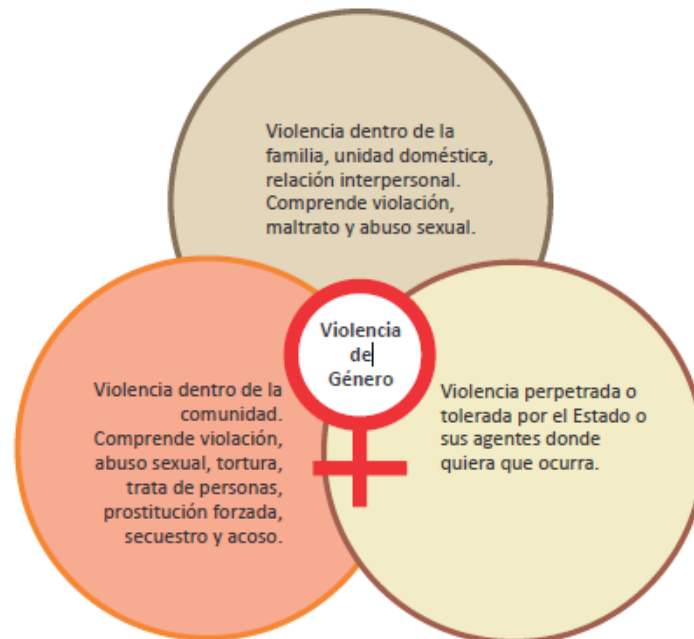 Violencia dentro de la
familia, unidad doméstica,
relación interpersonal.
Comprende violación,
maltrato y abuso sexual.
Violencia
de
Género
Violencia dentro de la
comunidad.
Comprende violación,
abuso sexual, tortura,
trata de personas,
prostitución forzada,
secuestro y acoso.
Violencia perpetrada o
tolerada por el Estado o
sus agentes donde
quiera que ocurra.